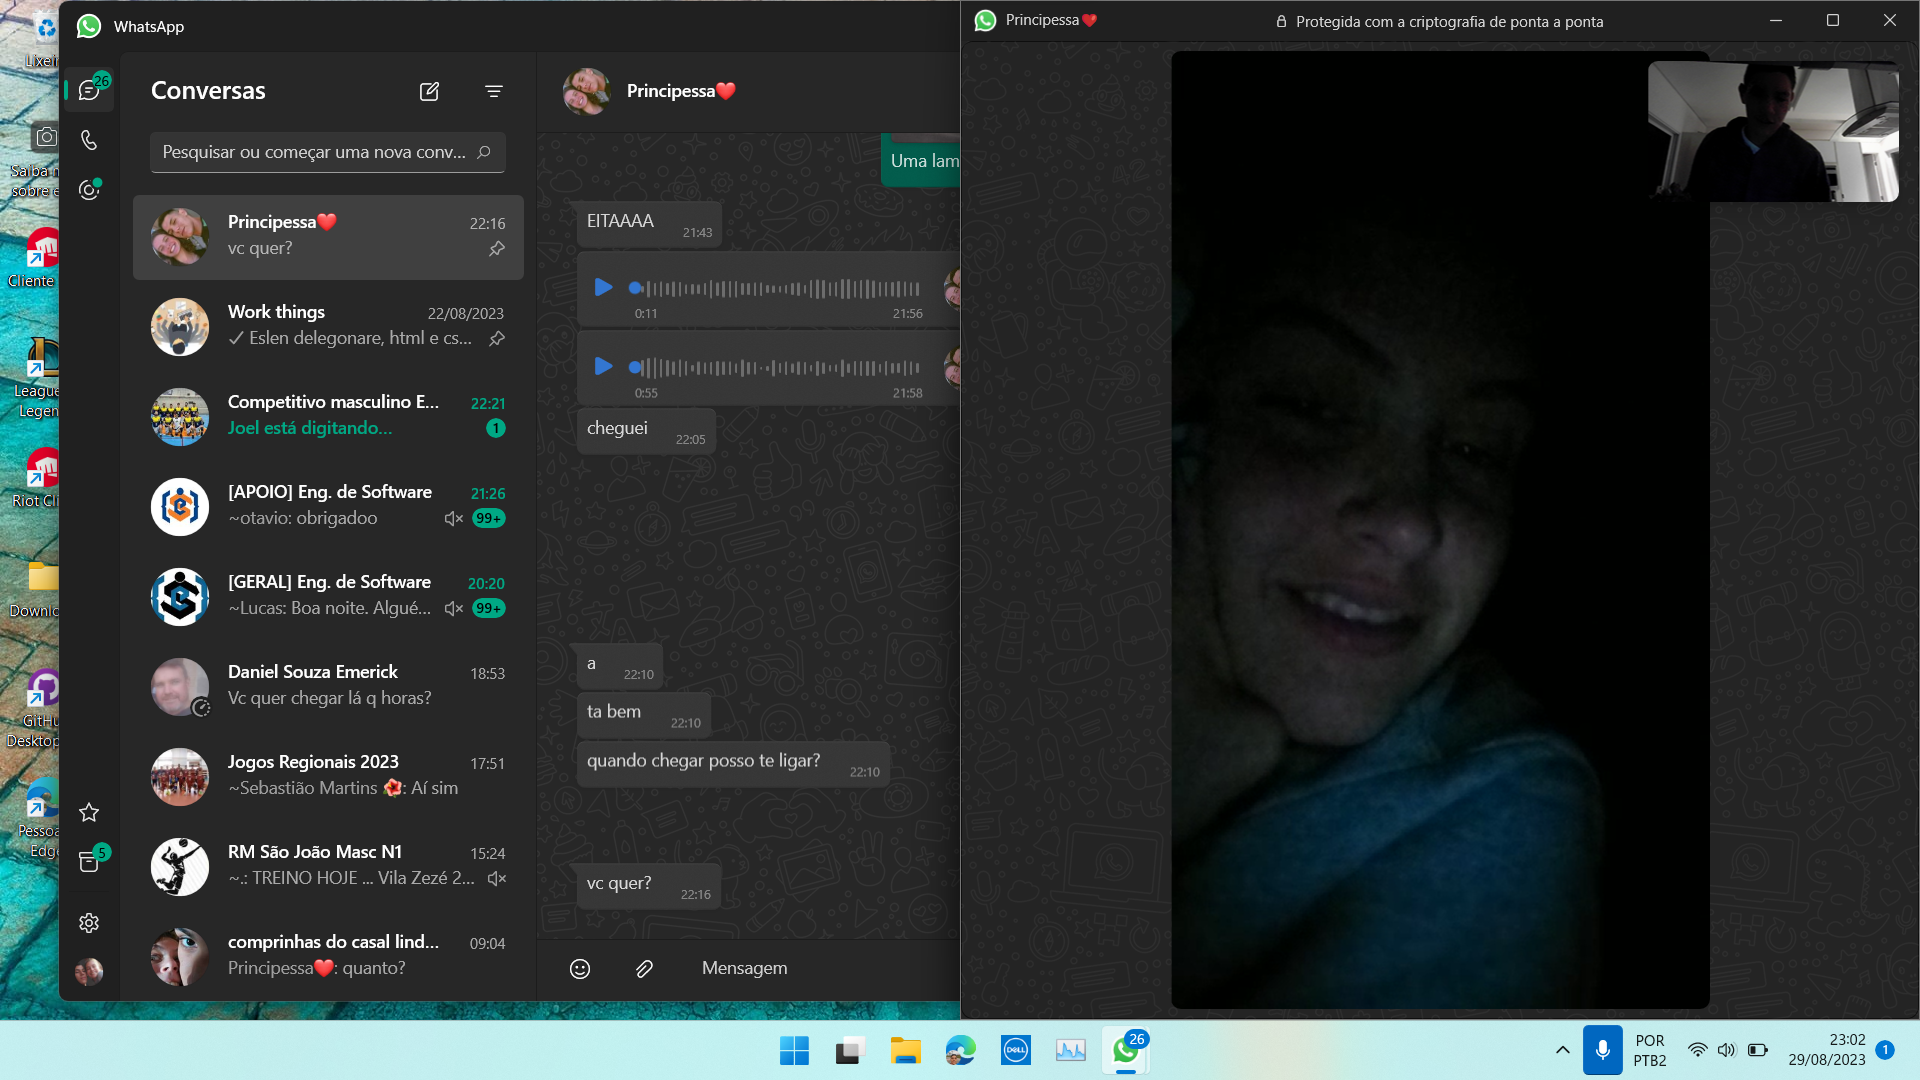 WhatsApp
26
Conversas
Pesquisar ou começar uma nova conv...
Principessa❤️
22:16
vc quer?
Work things
22/08/2023
Eslen delegonare, html e cs...
Competitivo masculino E...
22:21
Joel está digitando...
1
[APOIO] Eng. de Software
21:26
~otavio: obrigadoo
99+
[GERAL] Eng. de Software
20:20
~Lucas: Boa noite. Algué...
99+
Daniel Souza Emerick
18:53
Vc quer chegar lá q horas?
Jogos Regionais 2023
17:51
~Sebastião Martins 🌺: Aí sim
RM São João Masc N1
15:24
~.: TREINO HOJE ... Vila Zezé 2...
5
comprinhas do casal lind...
09:04
Principessa❤️: quanto?
Principessa❤️
Uma lam
EITAAAA
21:43
0:11
21:56
0:55
21:58
cheguei
22:05
a
22:10
ta bem
22:10
quando chegar posso te ligar?
22:10
vc quer?
22:16
Mensagem
Principessa❤️
Protegida com a criptografia de ponta a ponta
Lixei
Saiba m
sobre e
Cliente
League
Legen
Riot Cli
Downlo
GitHu
Desktop
Pessoa
Edge
DELL
26
POR
PTB2
23:02
29/08/2023
1